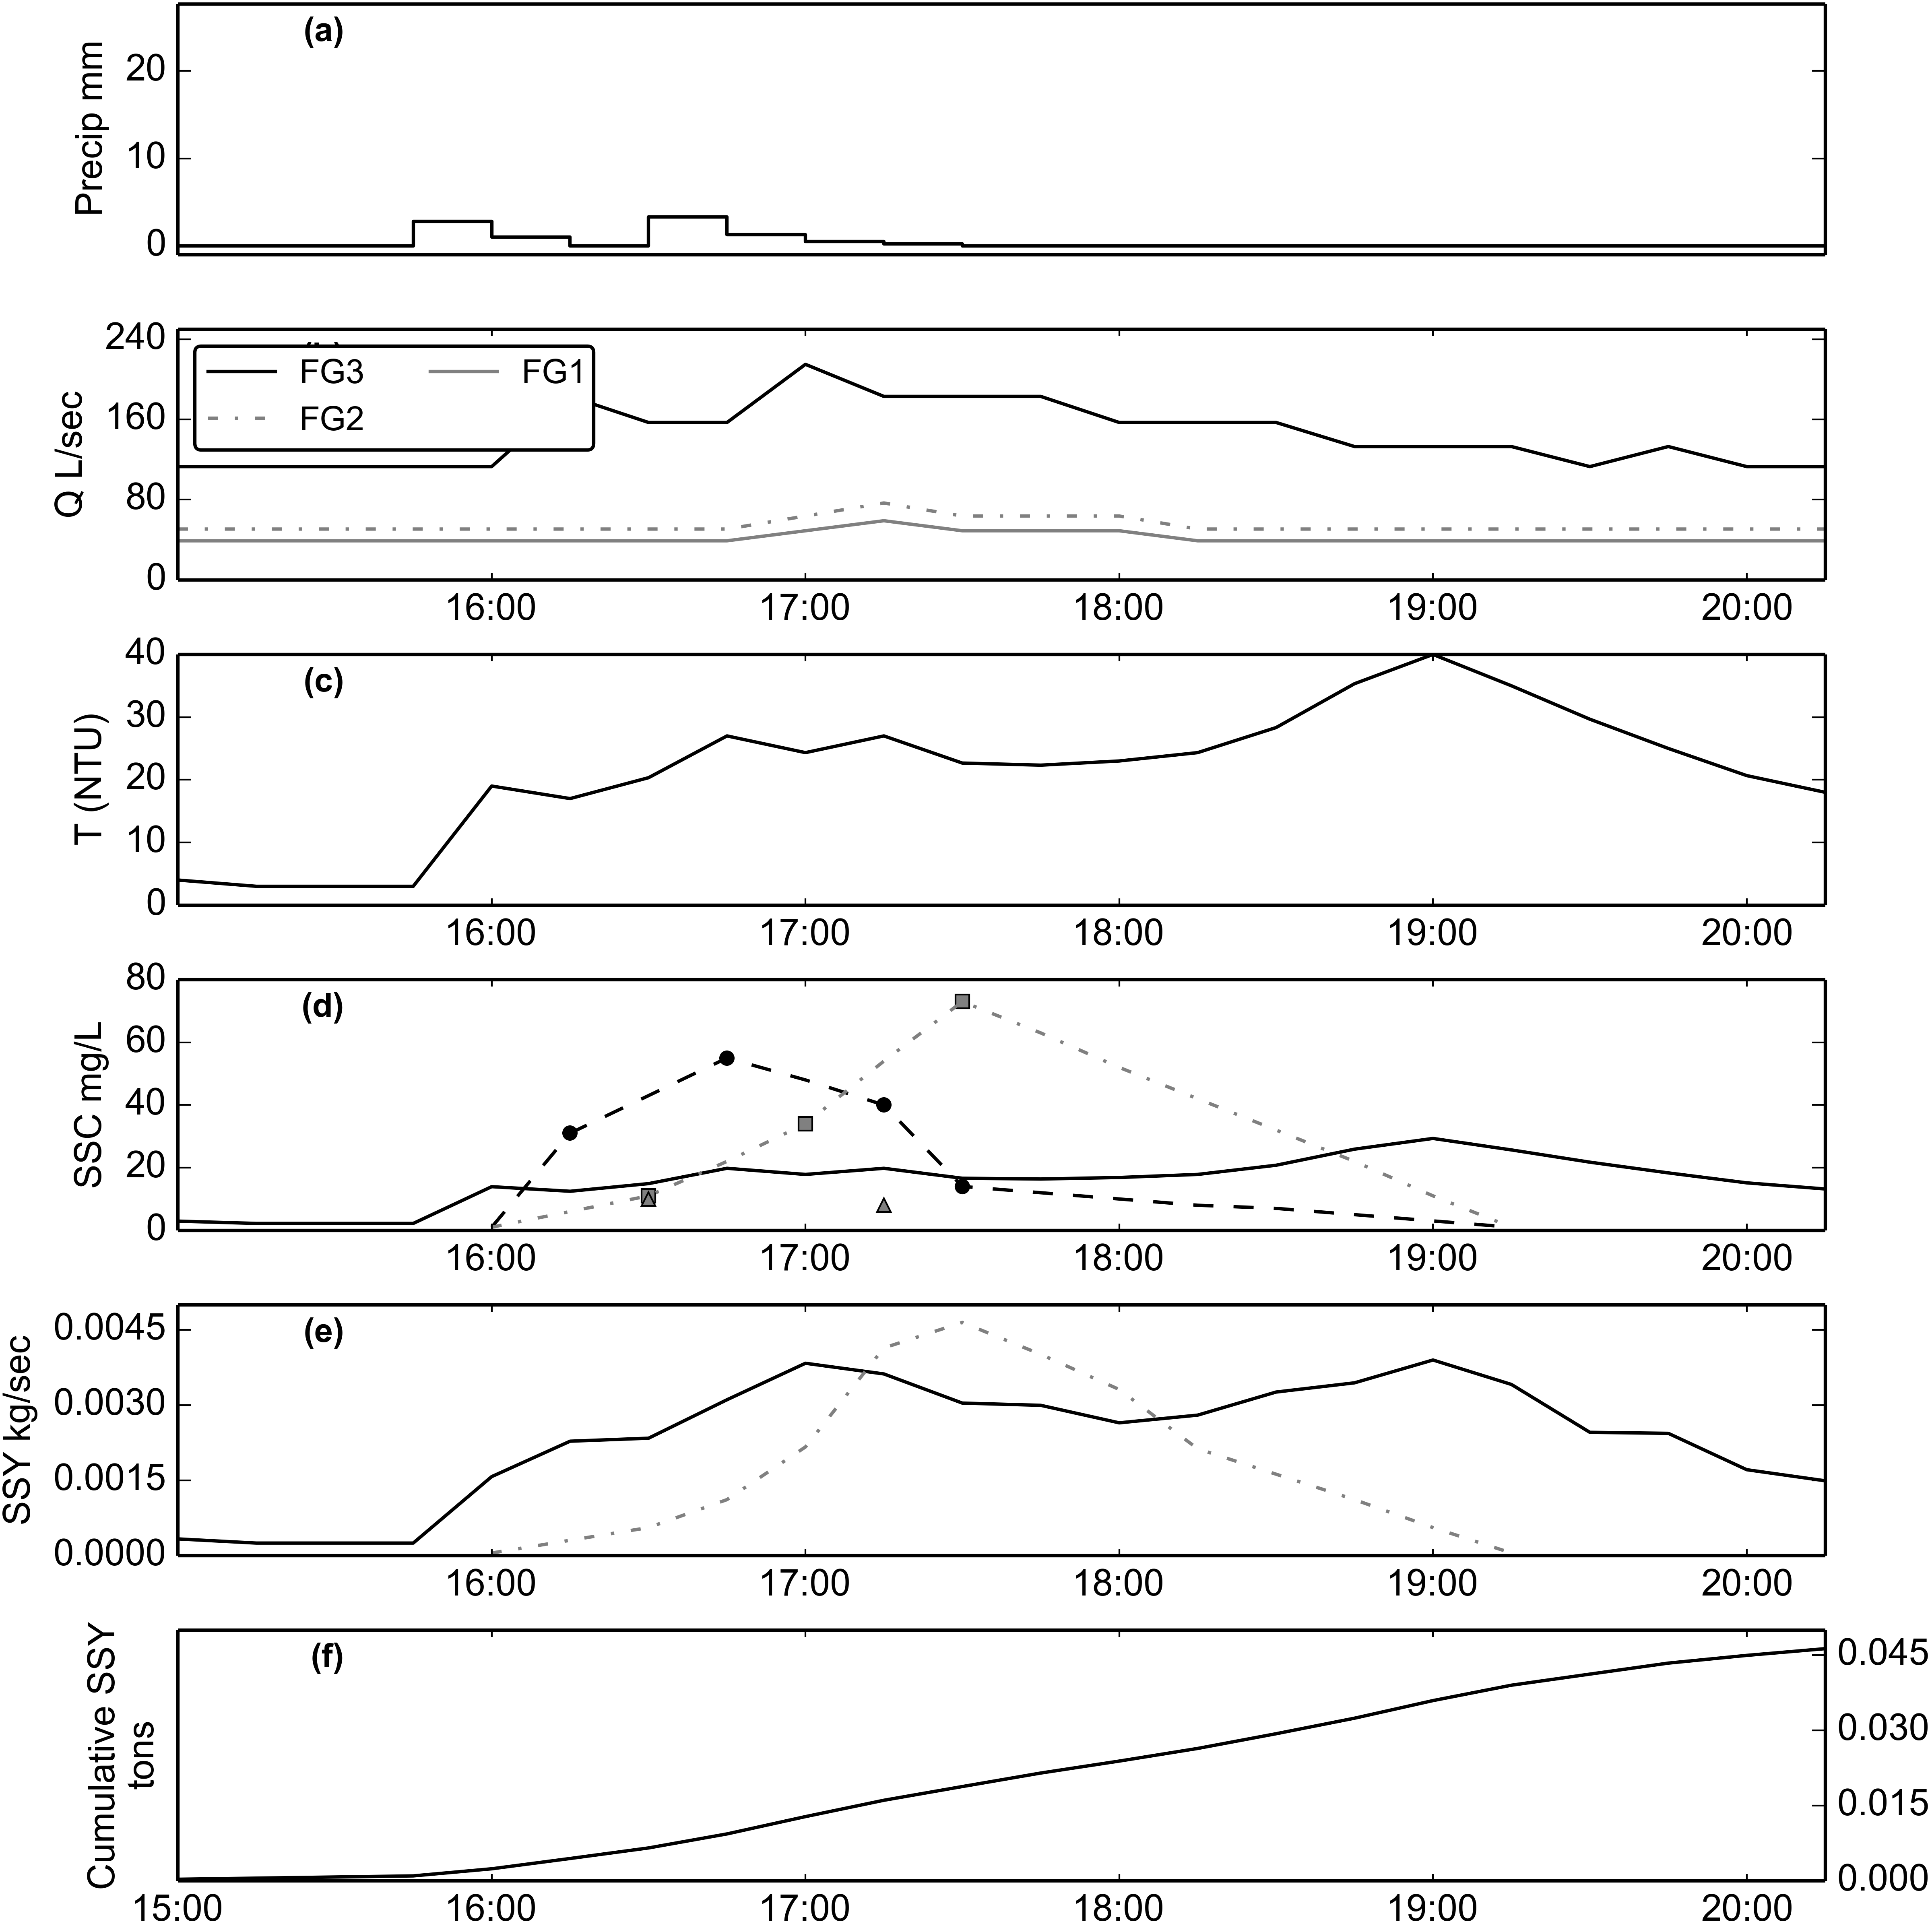 (a)
Precip mm
20
10
0
240
160
80
0
Q L/sec
FG3 FG1
FG2
16:00 17:00 18:00 19:00 20:00
(c)
T (NTU)
40
30
20
10
0
16:00 17:00 18:00 19:00 20:00
(d)
SSC mg/L
80
60
40
20
0
16:00 17:00 18:00 19:00 20:00
(e)
SSY kg/sec
0.0045
0.0030
0.0015
0.0000
16:00 17:00 18:00 19:00 20:00
(f)
Cumulative SSY
tons
0.045
0.030
0.015
0.000
15:00 16:00 17:00 18:00 19:00 20:00